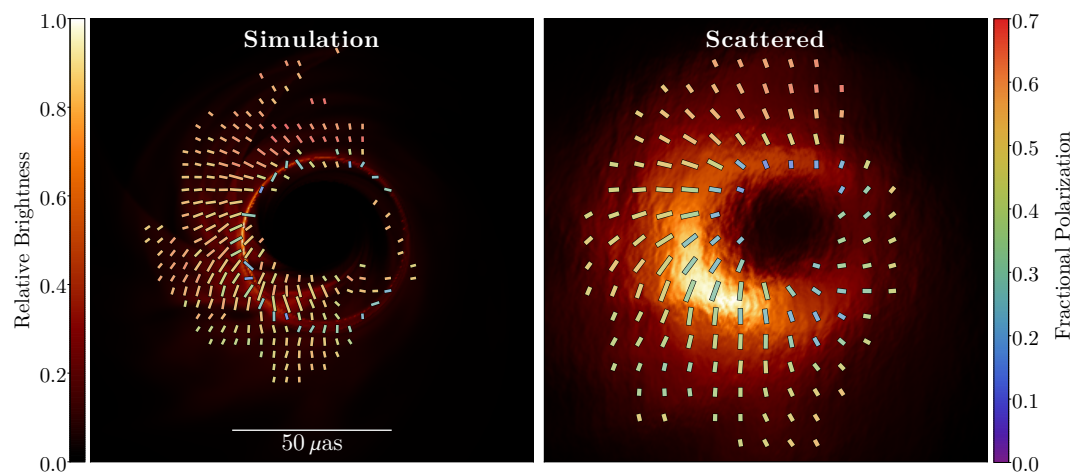 Simulation
Scattered
Relative Brightness
1.0
0.8
0.6
0.4
0.2
0.0
50 μas
0.7
0.6
0.5
0.4
0.3
0.2
0.1
0.0
Fractional Polarization